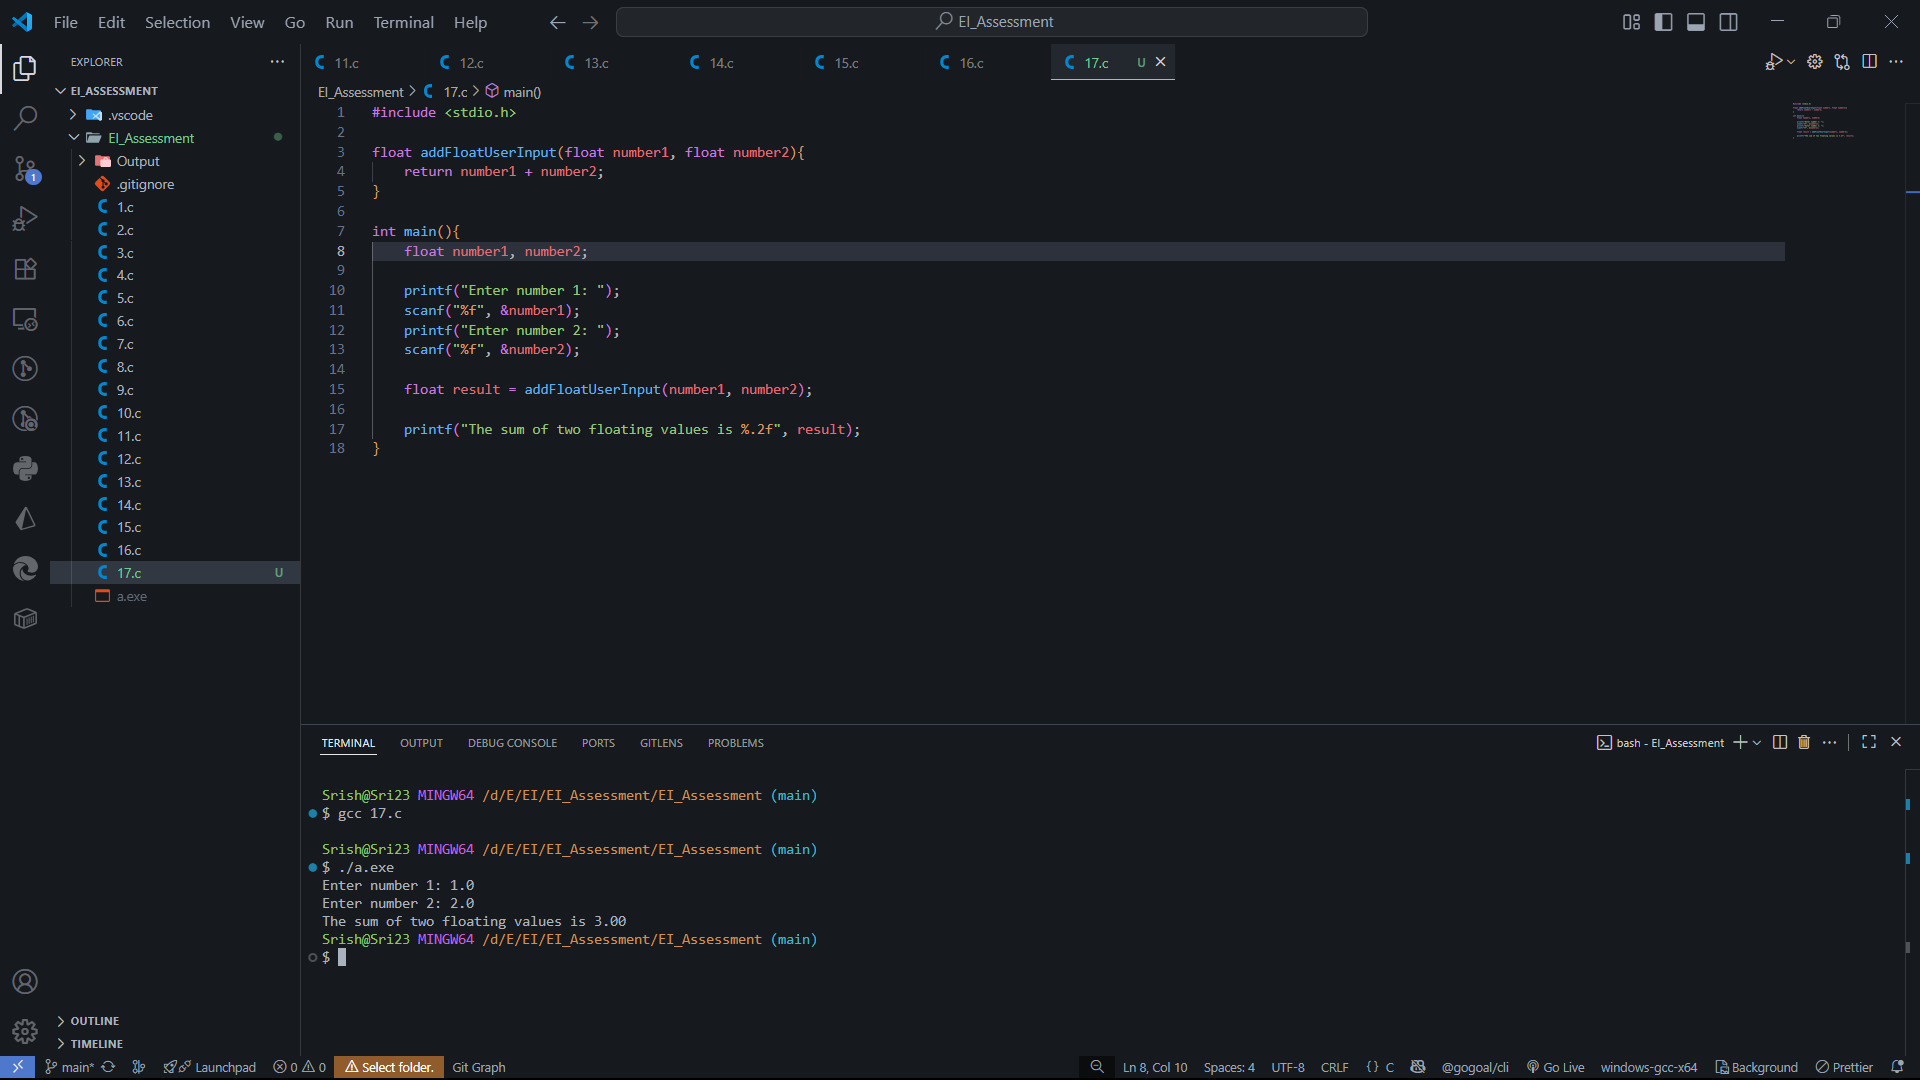 File Edit Selection View Go Run Terminal Help
EI_Assessment
EXPLORER
EI_ASSESSMENT
.vscode
EI_Assessment
Output
.gitignore
1.c
2.c
3.c
4.c
5.c
6.c
7.c
8.c
9.c
10.c
11.c
12.c
13.c
14.c
15.c
16.c
17.c U
a.exe
OUTLINE
TIMELINE
1
11.c 12.c 13.c 14.c 15.c 16.c 17.c U
EI_Assessment > 17.c > main()
1 #include <stdio.h>
2
3 float addFloatUserInput(float number1, float number2){
4 return number1 + number2;
5 }
6
7 int main(){
8 float number1, number2;
9
10 printf("Enter number 1: ");
11 scanf("%f", &number1);
12 printf("Enter number 2: ");
13 scanf("%f", &number2);
14
15 float result = addFloatUserInput(number1, number2);
16
17 printf("The sum of two floating values is %.2f", result);
18 }
TERMINAL OUTPUT DEBUG CONSOLE PORTS GITLENS PROBLEMS
bash - EI_Assessment
Srish@Sri23 MINGW64 /d/E/EI/EI_Assessment/EI_Assessment (main)
$ gcc 17.c
Srish@Sri23 MINGW64 /d/E/EI/EI_Assessment/EI_Assessment (main)
$ ./a.exe
Enter number 1: 1.0
Enter number 2: 2.0
The sum of two floating values is 3.00
Srish@Sri23 MINGW64 /d/E/EI/EI_Assessment/EI_Assessment (main)
$
main* Launchpad 0 0 Select folder. Git Graph Ln 8, Col 10 Spaces: 4 UTF-8 CRLF {} C @gogoal/cli Go Live windows-gcc-x64 Background Prettier